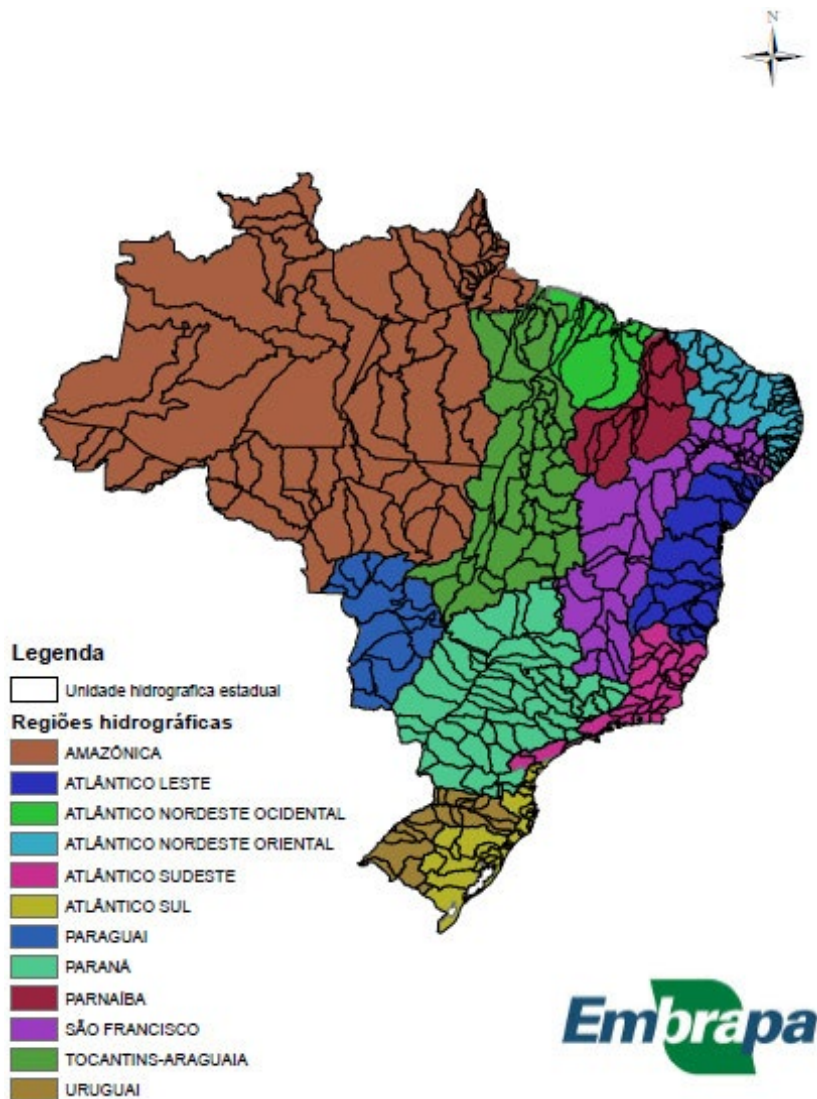 N
Legenda
Unidade hidrografica estadual
Regiões hidrográficas
AMAZÔNICA
ATLÂNTICO LESTE
ATLÂNTICO NORDESTE OCIDENTAL
ATLÂNTICO NORDESTE ORIENTAL
ATLÂNTICO SUDESTE
ATLÂNTICO SUL
PARAGUAI
PARANÁ
PARNAÍBA
SÃO FRANCISCO
TOCANTINS-ARAGUAIA
URUGUAI
Embrapa